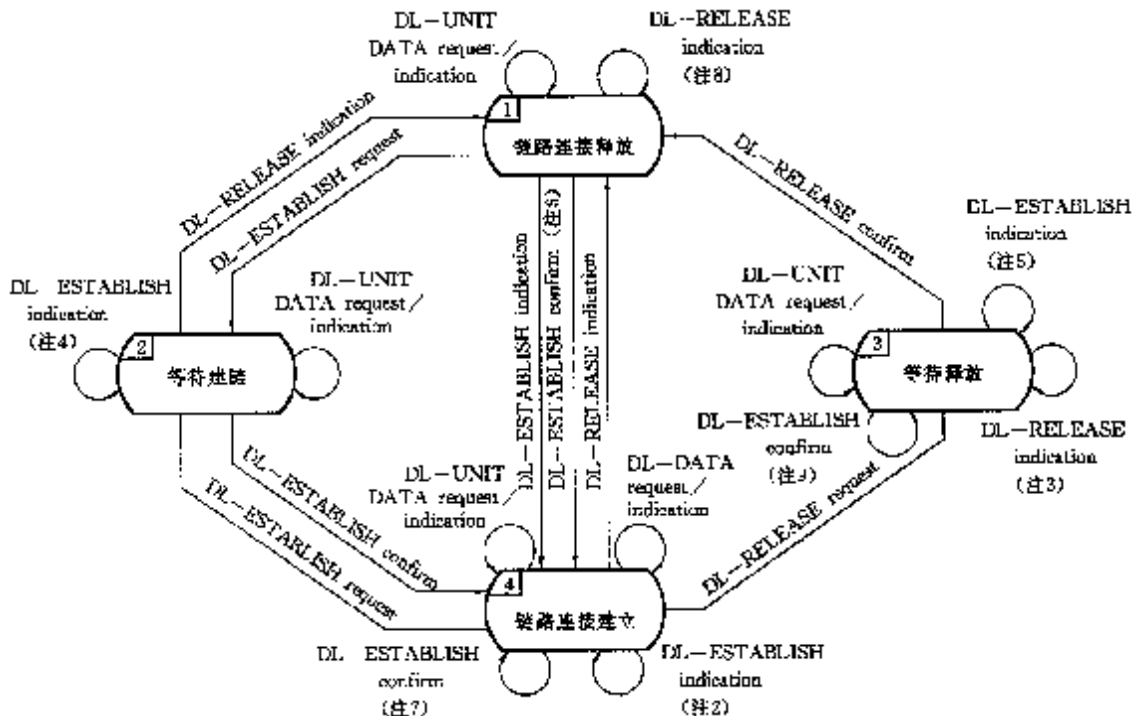 DL-UNIT
DATA request/
indication
DL-RELEASE
indication
(注8)
1
链路连接释放
DL-RELEASE indication
DL-ESTABLISH request
DL-RELEASE confirm
DL-ESTABLISH
indication
(注5)
DL ESTABLISH
indication
(注4)
DL-UNIT
DATA request/
indication
DL-UNIT
DATA request/
indication
2
等待建链
3
等待释放
DL-ESTABLISH indication
DL-ESTABLISH confirm (注6)
DL-RELEASE indication
DL-ESTABLISH
confirm
DL-RELEASE
indication
(注3)
DL-UNIT
DATA request/
indication
DL-DATA
request/
indication
DL-ESTABLISH confirm
DL-ESTABLISH request
DL-RELEASE request
4
链路连接建立
DL ESTABLISH
confirm
(注7)
DL-ESTABLISH
indication
(注2)